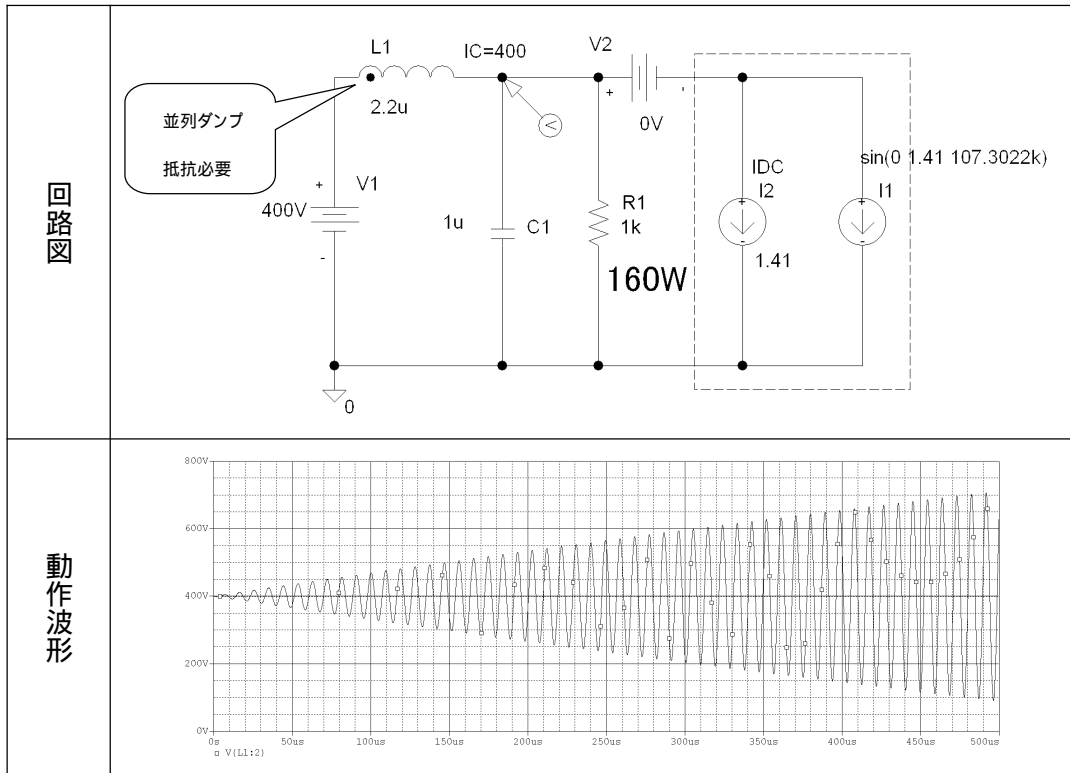 回路図
L1
IC=400
V2
2.2u
並列ダンプ
抵抗必要
+
-
0V
sin(0 1.41 107.3022k)
IDC
I2
I1
+
V1
400V
-
1u
C1
R1
1k
160W
+
-
1.41
+
-
V
0
動作波形
800V
600V
400V
200V
0V
0s
50us
100us
150us
200us
250us
300us
350us
400us
450us
500us
V(L1:2)